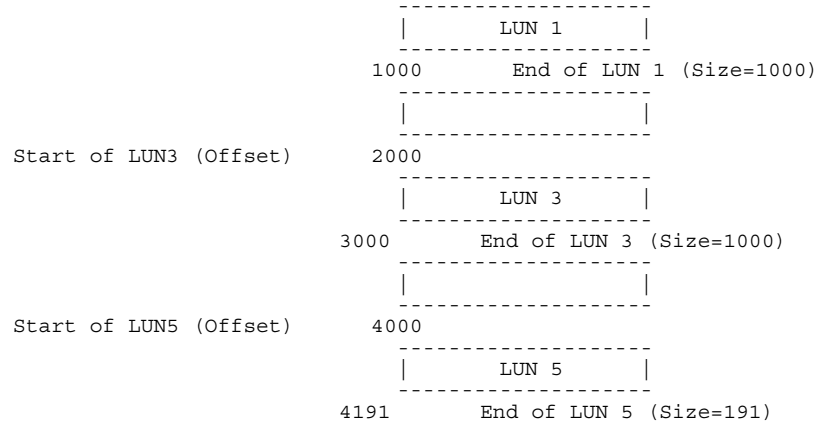 LUN 1
1000 End of LUN 1 (Size=1000)
Start of LUN3 (Offset) 2000
LUN 3
3000 End of LUN 3 (Size=1000)
Start of LUN5 (Offset) 4000
LUN 5
4191 End of LUN 5 (Size=191)